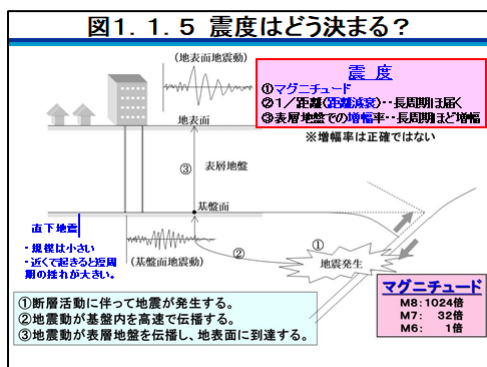 図1.1.5 震度はどう決まる？
(地表面地震動)
震 度
①マグニチュード
②1／距離(距離減衰)‥長周期ほ届く
③表層地盤での増幅率‥長周期ほど増幅
※増幅率は正確ではない
地表面
③
表層地盤
基盤面
直下地震
・規模は小さい
・近くで起きると短周
期の揺れが大きい。
(基盤面地震動)
②
①
地震発生
マグニチュード
M8:1024倍
M7: 32倍
M6: 1倍
①断層活動に伴って地震が発生する。
②地震動が基盤内を高速で伝播する。
③地震動が表層地盤を伝播し、地表面に到達する。